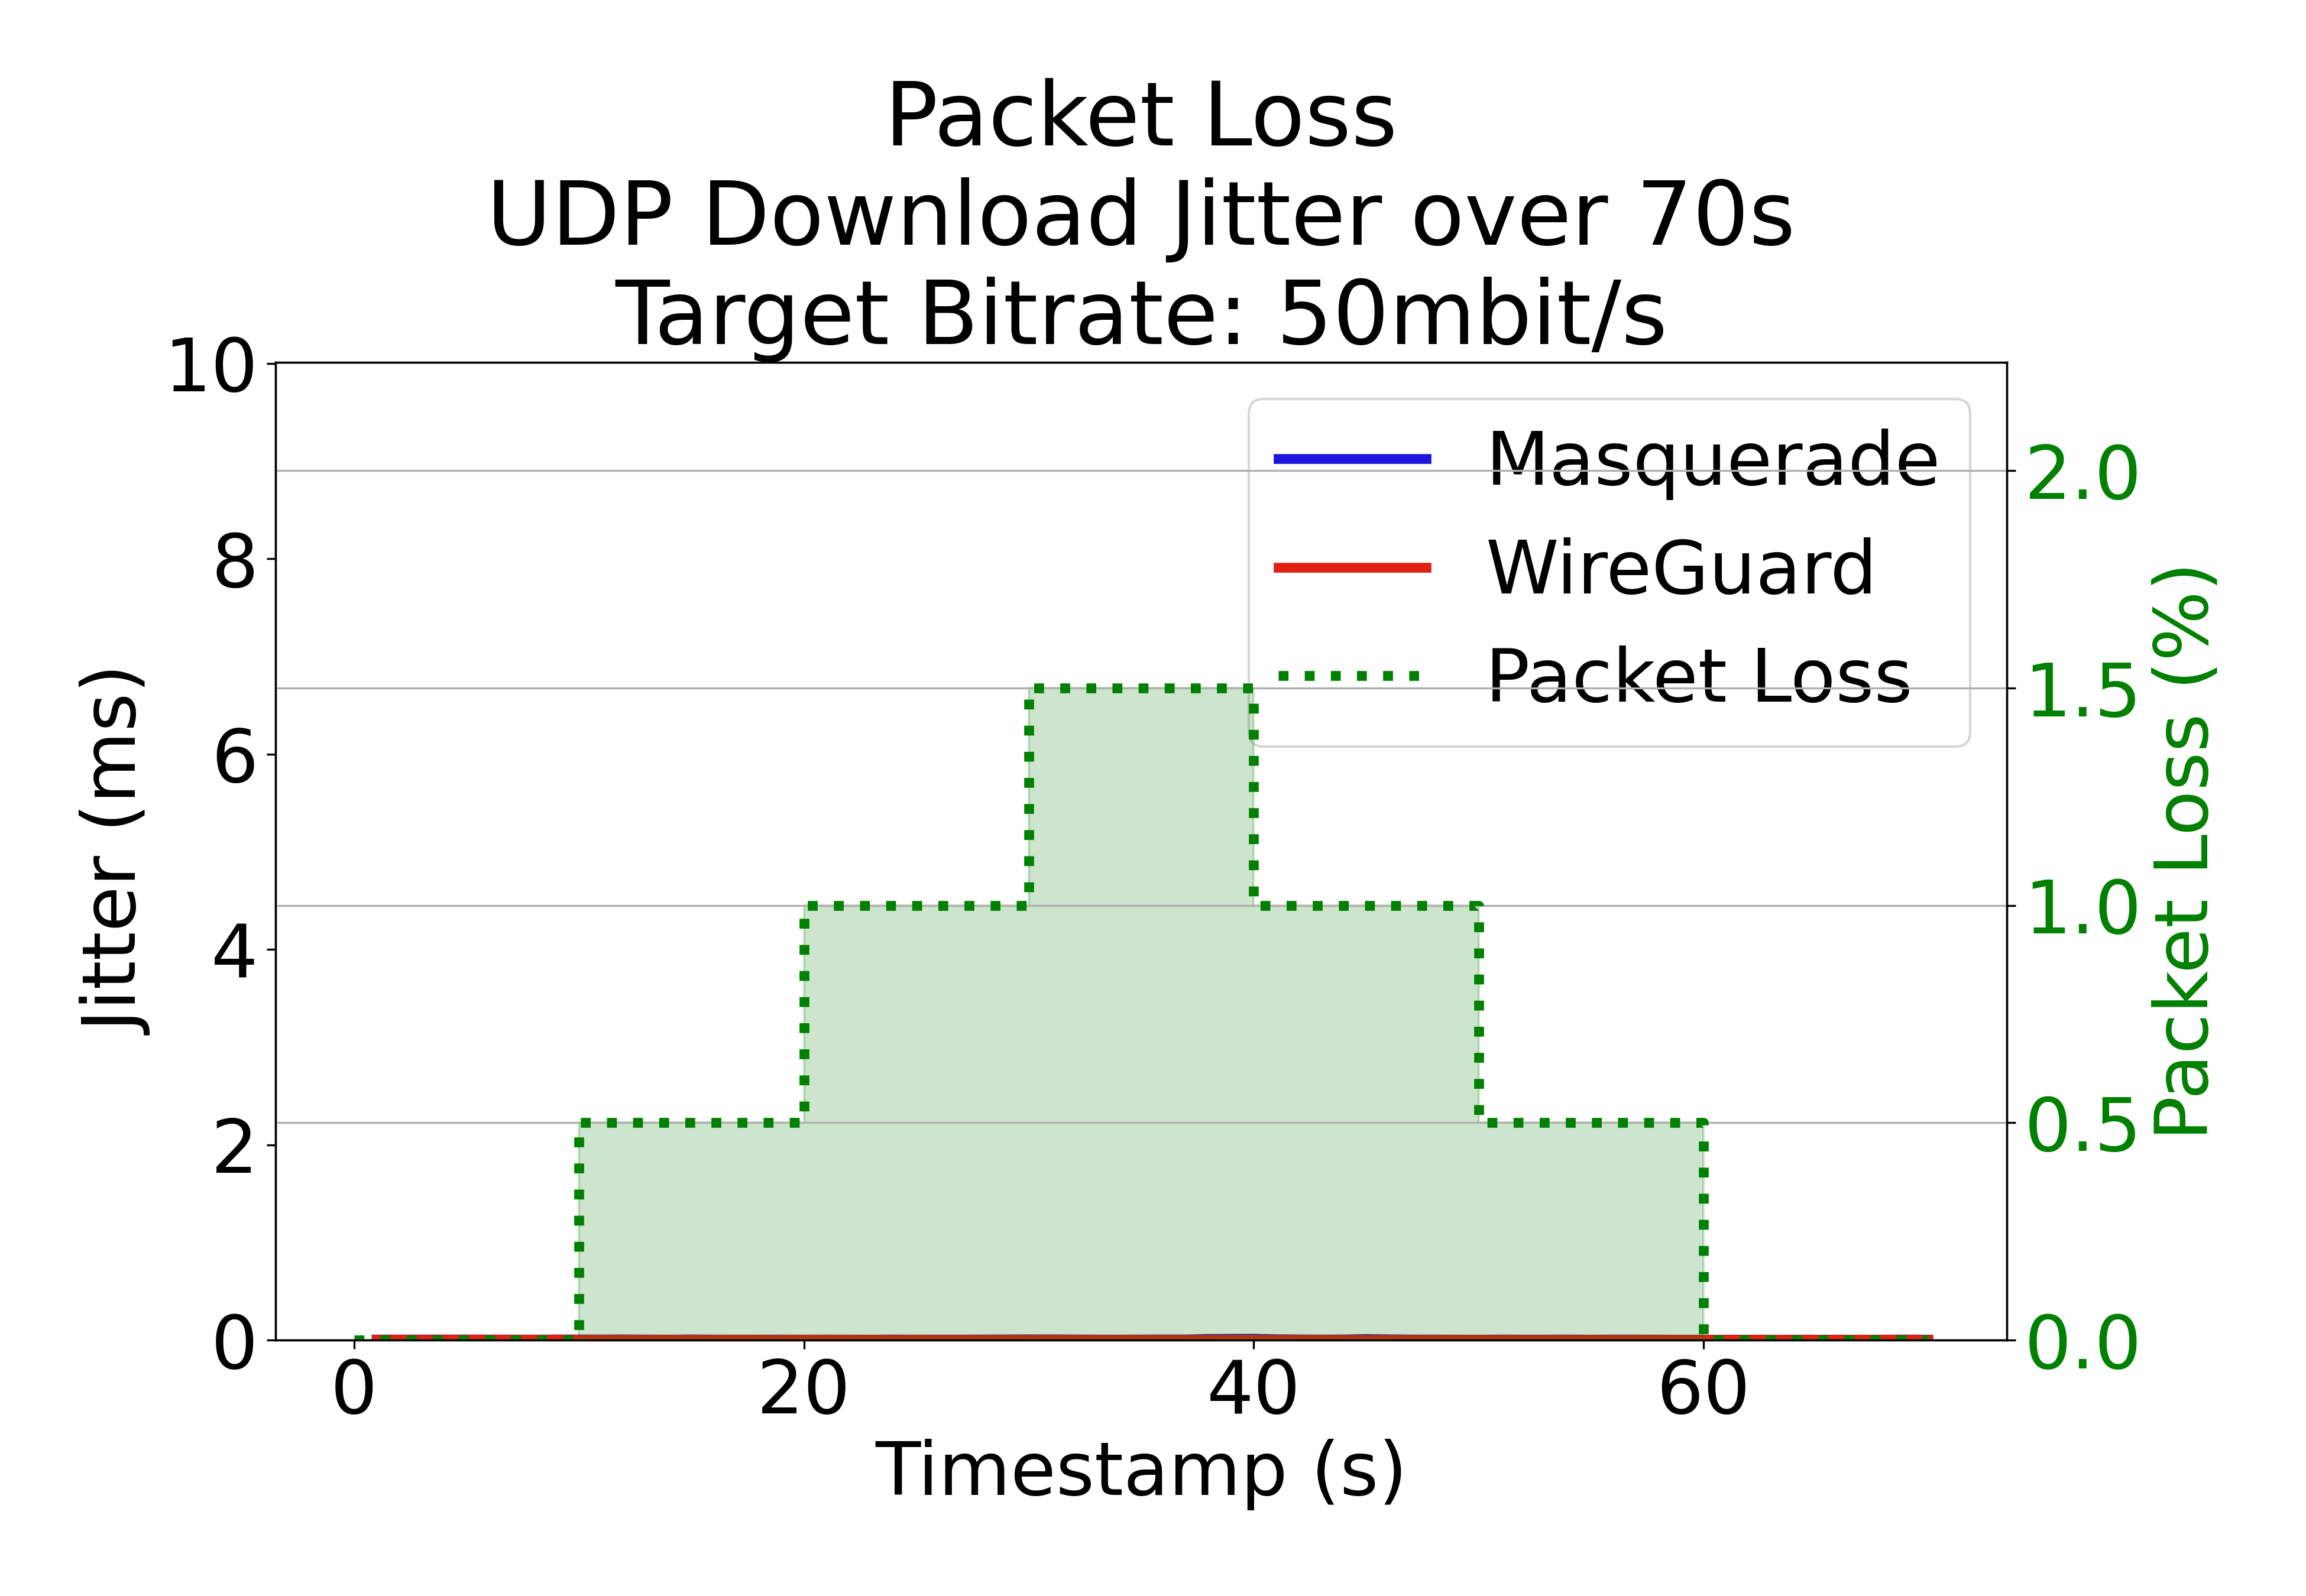 Packet Loss
UDP Download Jitter over 70s
Target Bitrate: 50mbit/s
Jitter (ms)
10
8
6
4
2
0
Masquerade
WireGuard
Packet Loss
2.0
1.5
1.0
0.5
0.0
Packet Loss (%)
0 20 40 60
Timestamp (s)